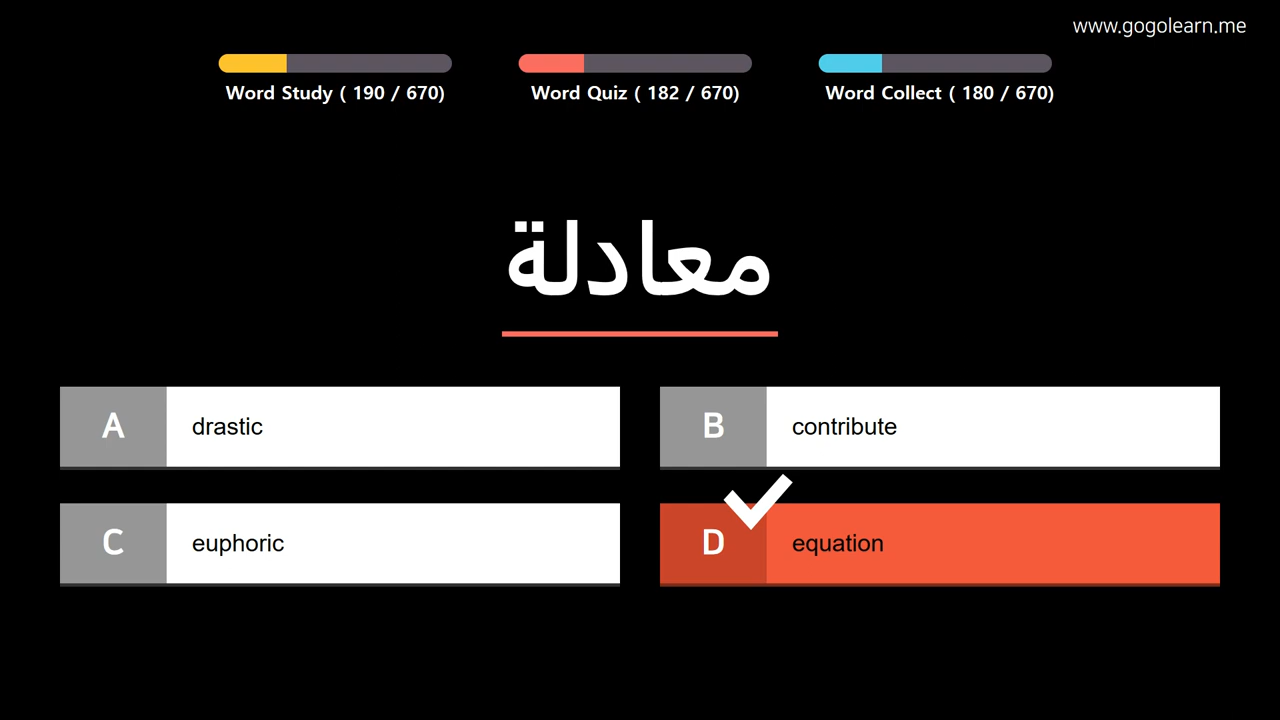 www.gogolearn.me
Word Study ( 190 / 670)
Word Quiz ( 182 / 670)
Word Collect ( 180 / 670)
معادلة
A drastic
B contribute
C euphoric
D equation